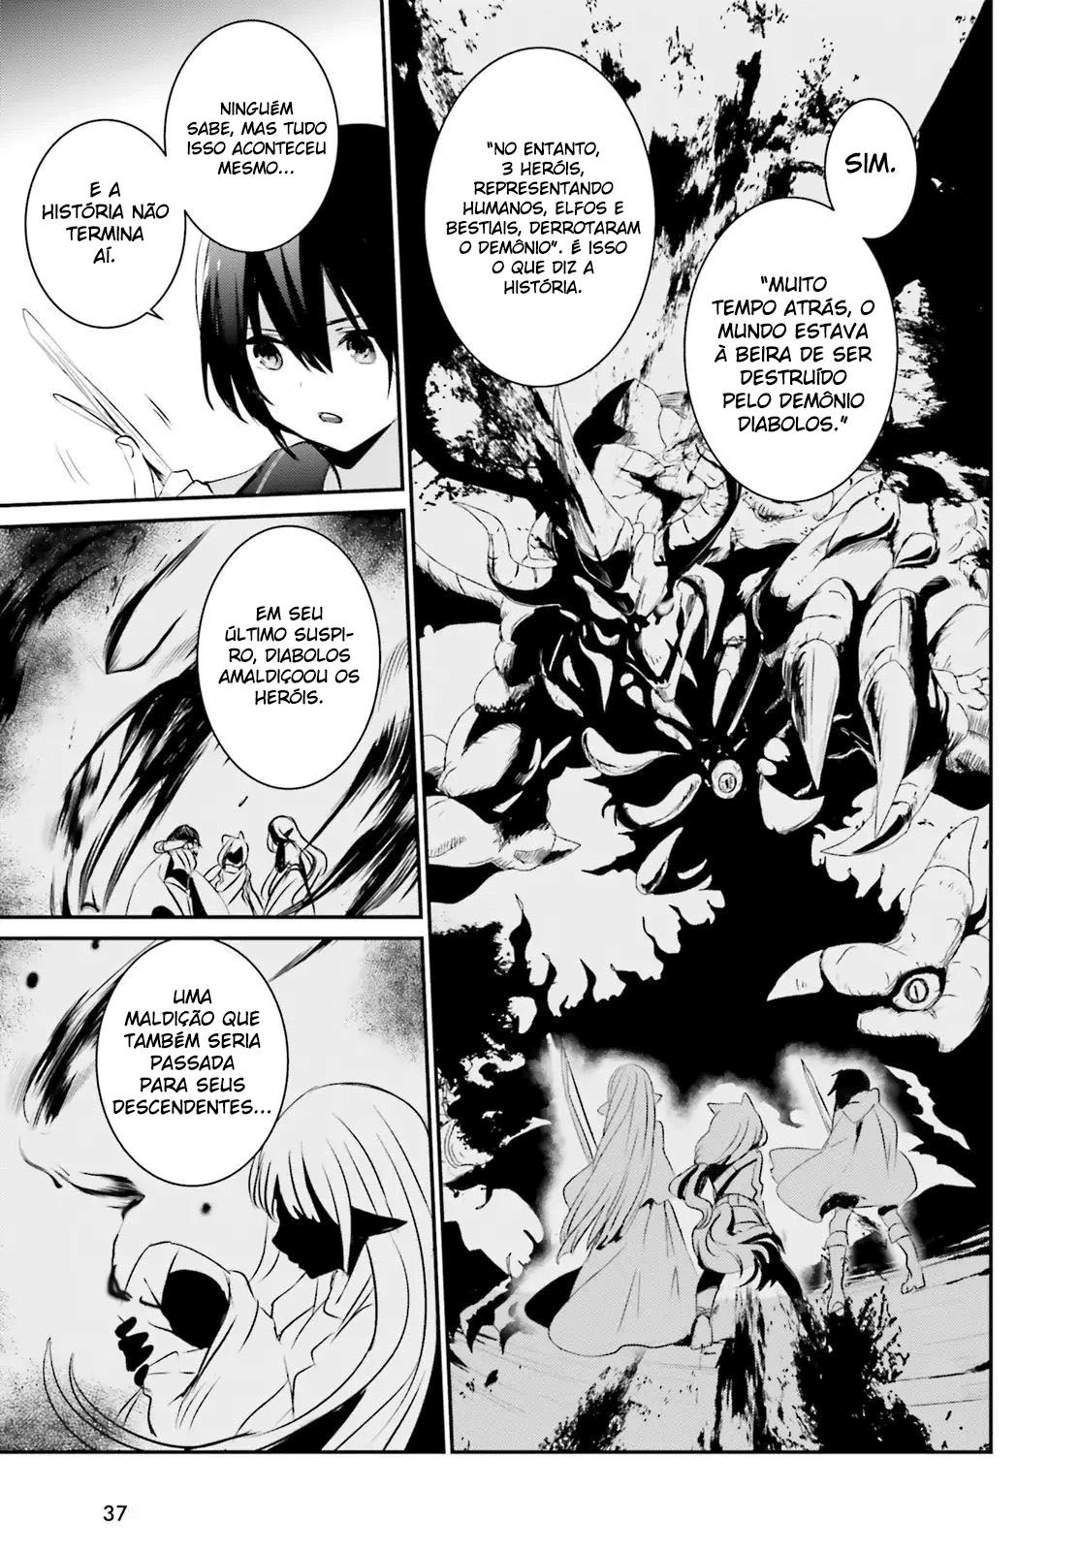 SIM.
"MUITO
TEMPO ATRÁS, O
MUNDO ESTAVA
À BEIRA DE SER
DESTRUÍDO
PELO DEMÔNIO
DIABOLOS."
"NO ENTANTO,
3 HERÓIS,
REPRESENTANDO
HUMANOS, ELFOS E
BESTIAIS, DERROTARAM
O DEMÔNIO". É ISSO
O QUE DIZ A
HISTÓRIA.
NINGUÉM
SABE, MAS TUDO
ISSO ACONTECEU
MESMO...
E A
HISTÓRIA NÃO
TERMINA
AÍ.
EM SEU
ÚLTIMO SUSPI-
RO, DIABOLOS
AMALDIÇOOU OS
HERÓIS.
UMA
MALDIÇÃO QUE
TAMBÉM SERIA
PASSADA
PARA SEUS
DESCENDENTES...
37